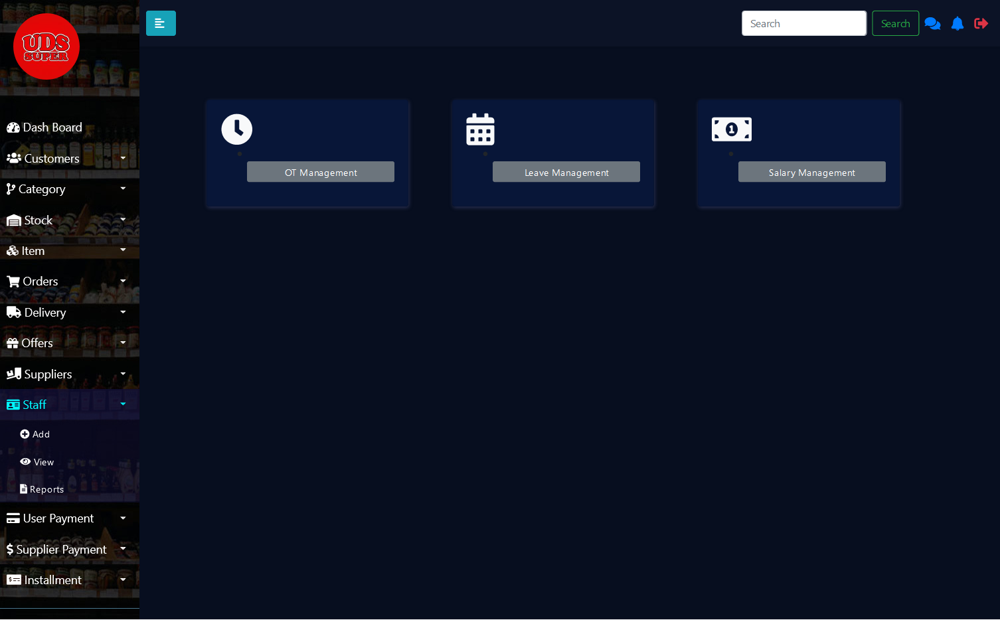 UDS
SUPER
Search
Search
Dash Board
Customers
Category
Stock
Item
Orders
Delivery
Offers
Suppliers
Staff
Add
View
Reports
User Payment
Supplier Payment
Installment
OT Management
Leave Management
1
Salary Management